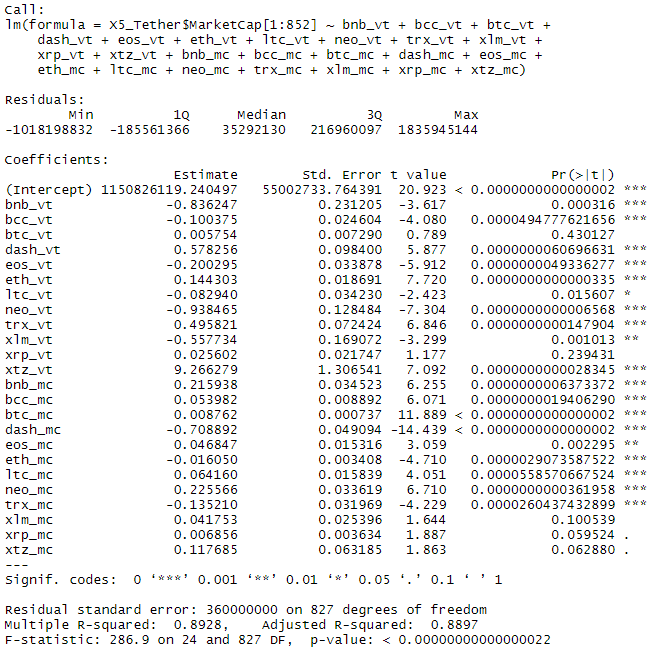 Call:
lm(formula = X5_Tether$MarketCap[1:852] ~ bnb_vt + bcc_vt + btc_vt +
dash_vt + eos_vt + eth_vt + ltc_vt + neo_vt + trx_vt + xlm_vt +
xrp_vt + xtz_vt + bnb_mc + bcc_mc + btc_mc + dash_mc + eos_mc +
eth_mc + ltc_mc + neo_mc + trx_mc + xlm_mc + xrp_mc + xtz_mc)
Residuals:
Min 1Q Median 3Q Max
-1018198832 -185561366 35292130 216960097 1835945144
Coefficients:
Estimate Std. Error t value Pr(>|t|)
(Intercept) 1150826119.240497 55002733.764391 20.923 < 0.0000000000000002 ***
bnb_vt -0.836247 0.231205 -3.617 0.000316 ***
bcc_vt -0.100375 0.024604 -4.080 0.0000494777621656 ***
btc_vt 0.005754 0.007290 0.789 0.430127
dash_vt 0.578256 0.098400 5.877 0.0000000060696631 ***
eos_vt -0.200295 0.033878 -5.912 0.0000000049336277 ***
eth_vt 0.144303 0.018691 7.720 0.0000000000000335 ***
ltc_vt -0.082940 0.034230 -2.423 0.015607 *
neo_vt -0.938465 0.128484 -7.304 0.0000000000006568 ***
trx_vt 0.495821 0.072424 6.846 0.0000000000147904 ***
xlm_vt -0.557734 0.169072 -3.299 0.001013 **
xrp_vt 0.025602 0.021747 1.177 0.239431
xtz_vt 9.266279 1.306541 7.092 0.0000000000028345 ***
bnb_mc 0.215938 0.034523 6.255 0.0000000006373372 ***
bcc_mc 0.053982 0.008892 6.071 0.0000000019406290 ***
btc_mc 0.008762 0.000737 11.889 < 0.0000000000000002 ***
dash_mc -0.708892 0.049094 -14.439 < 0.0000000000000002 ***
eos_mc 0.046847 0.015316 3.059 0.002295 **
eth_mc -0.016050 0.003408 -4.710 0.0000029073587522 ***
ltc_mc 0.064160 0.015839 4.051 0.0000558570667524 ***
neo_mc 0.225566 0.033619 6.710 0.0000000000361958 ***
trx_mc -0.135210 0.031969 -4.229 0.0000260437432899 ***
xlm_mc 0.041753 0.025396 1.644 0.100539
xrp_mc 0.006856 0.003634 1.887 0.059524 .
xtz_mc 0.117685 0.063185 1.863 0.062880 .
---
Signif. codes: 0 ‘***’ 0.001 ‘**’ 0.01 ‘*’ 0.05 ‘.’ 0.1 ‘ ’ 1
Residual standard error: 360000000 on 827 degrees of freedom
Multiple R-squared: 0.8928, Adjusted R-squared: 0.8897
F-statistic: 286.9 on 24 and 827 DF, p-value: < 0.00000000000000022